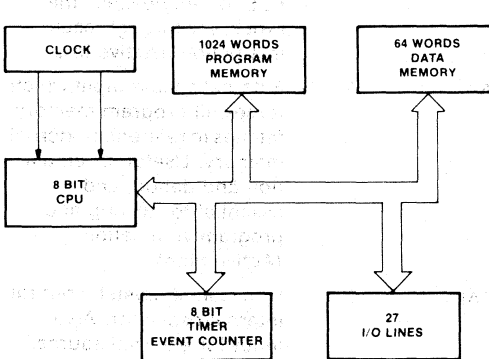 CLOCK
1024 WORDS
PROGRAM
MEMORY
64 WORDS
DATA
MEMORY
8 BIT
CPU
8 BIT
TIMER
EVENT COUNTER
27
I/O LINES